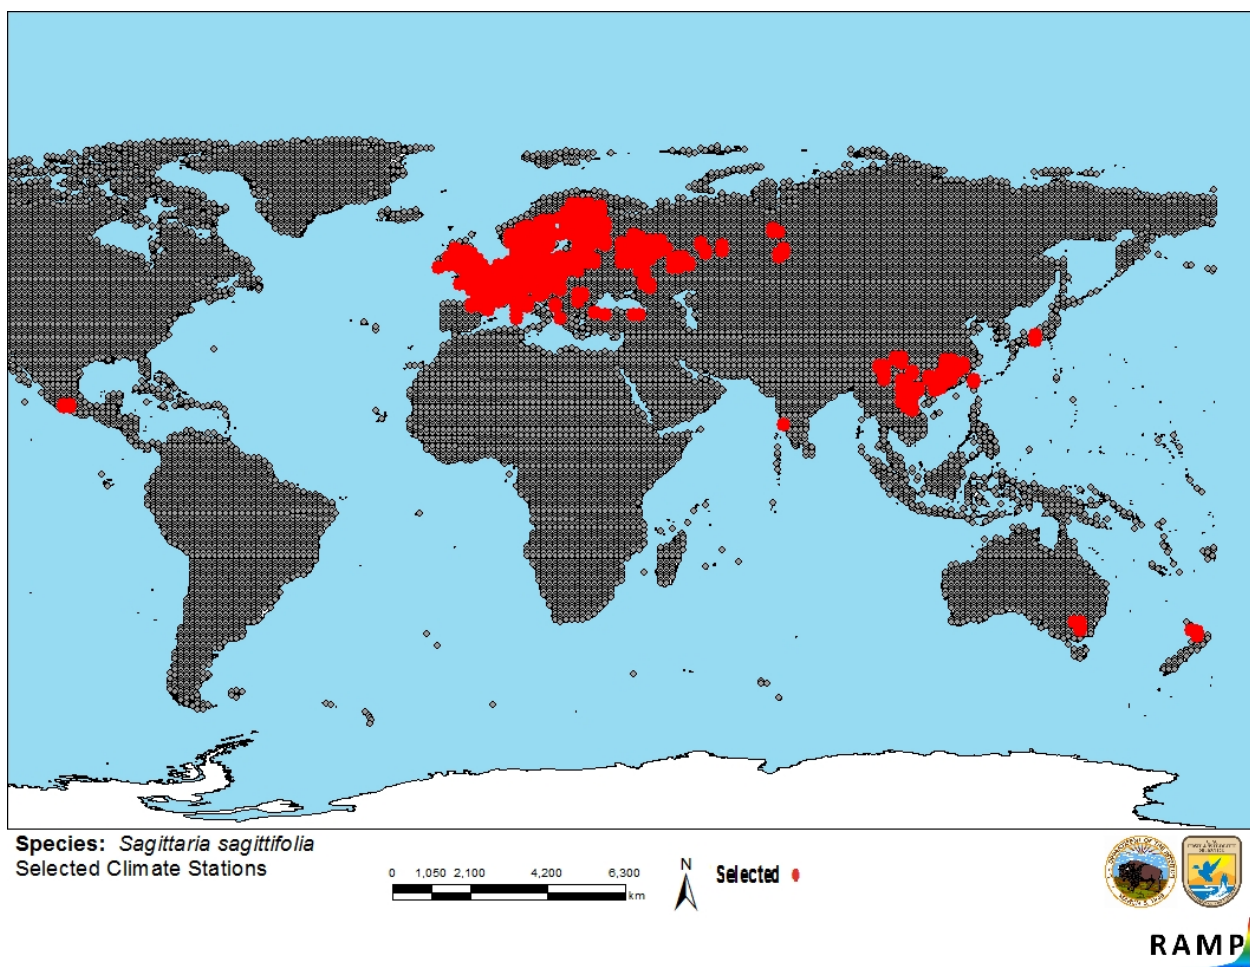 Species: Sagittaria sagittifolia
Selected Climate Stations
0 1,050 2,100 4,200 6,300
km
N
Selected
RAMP